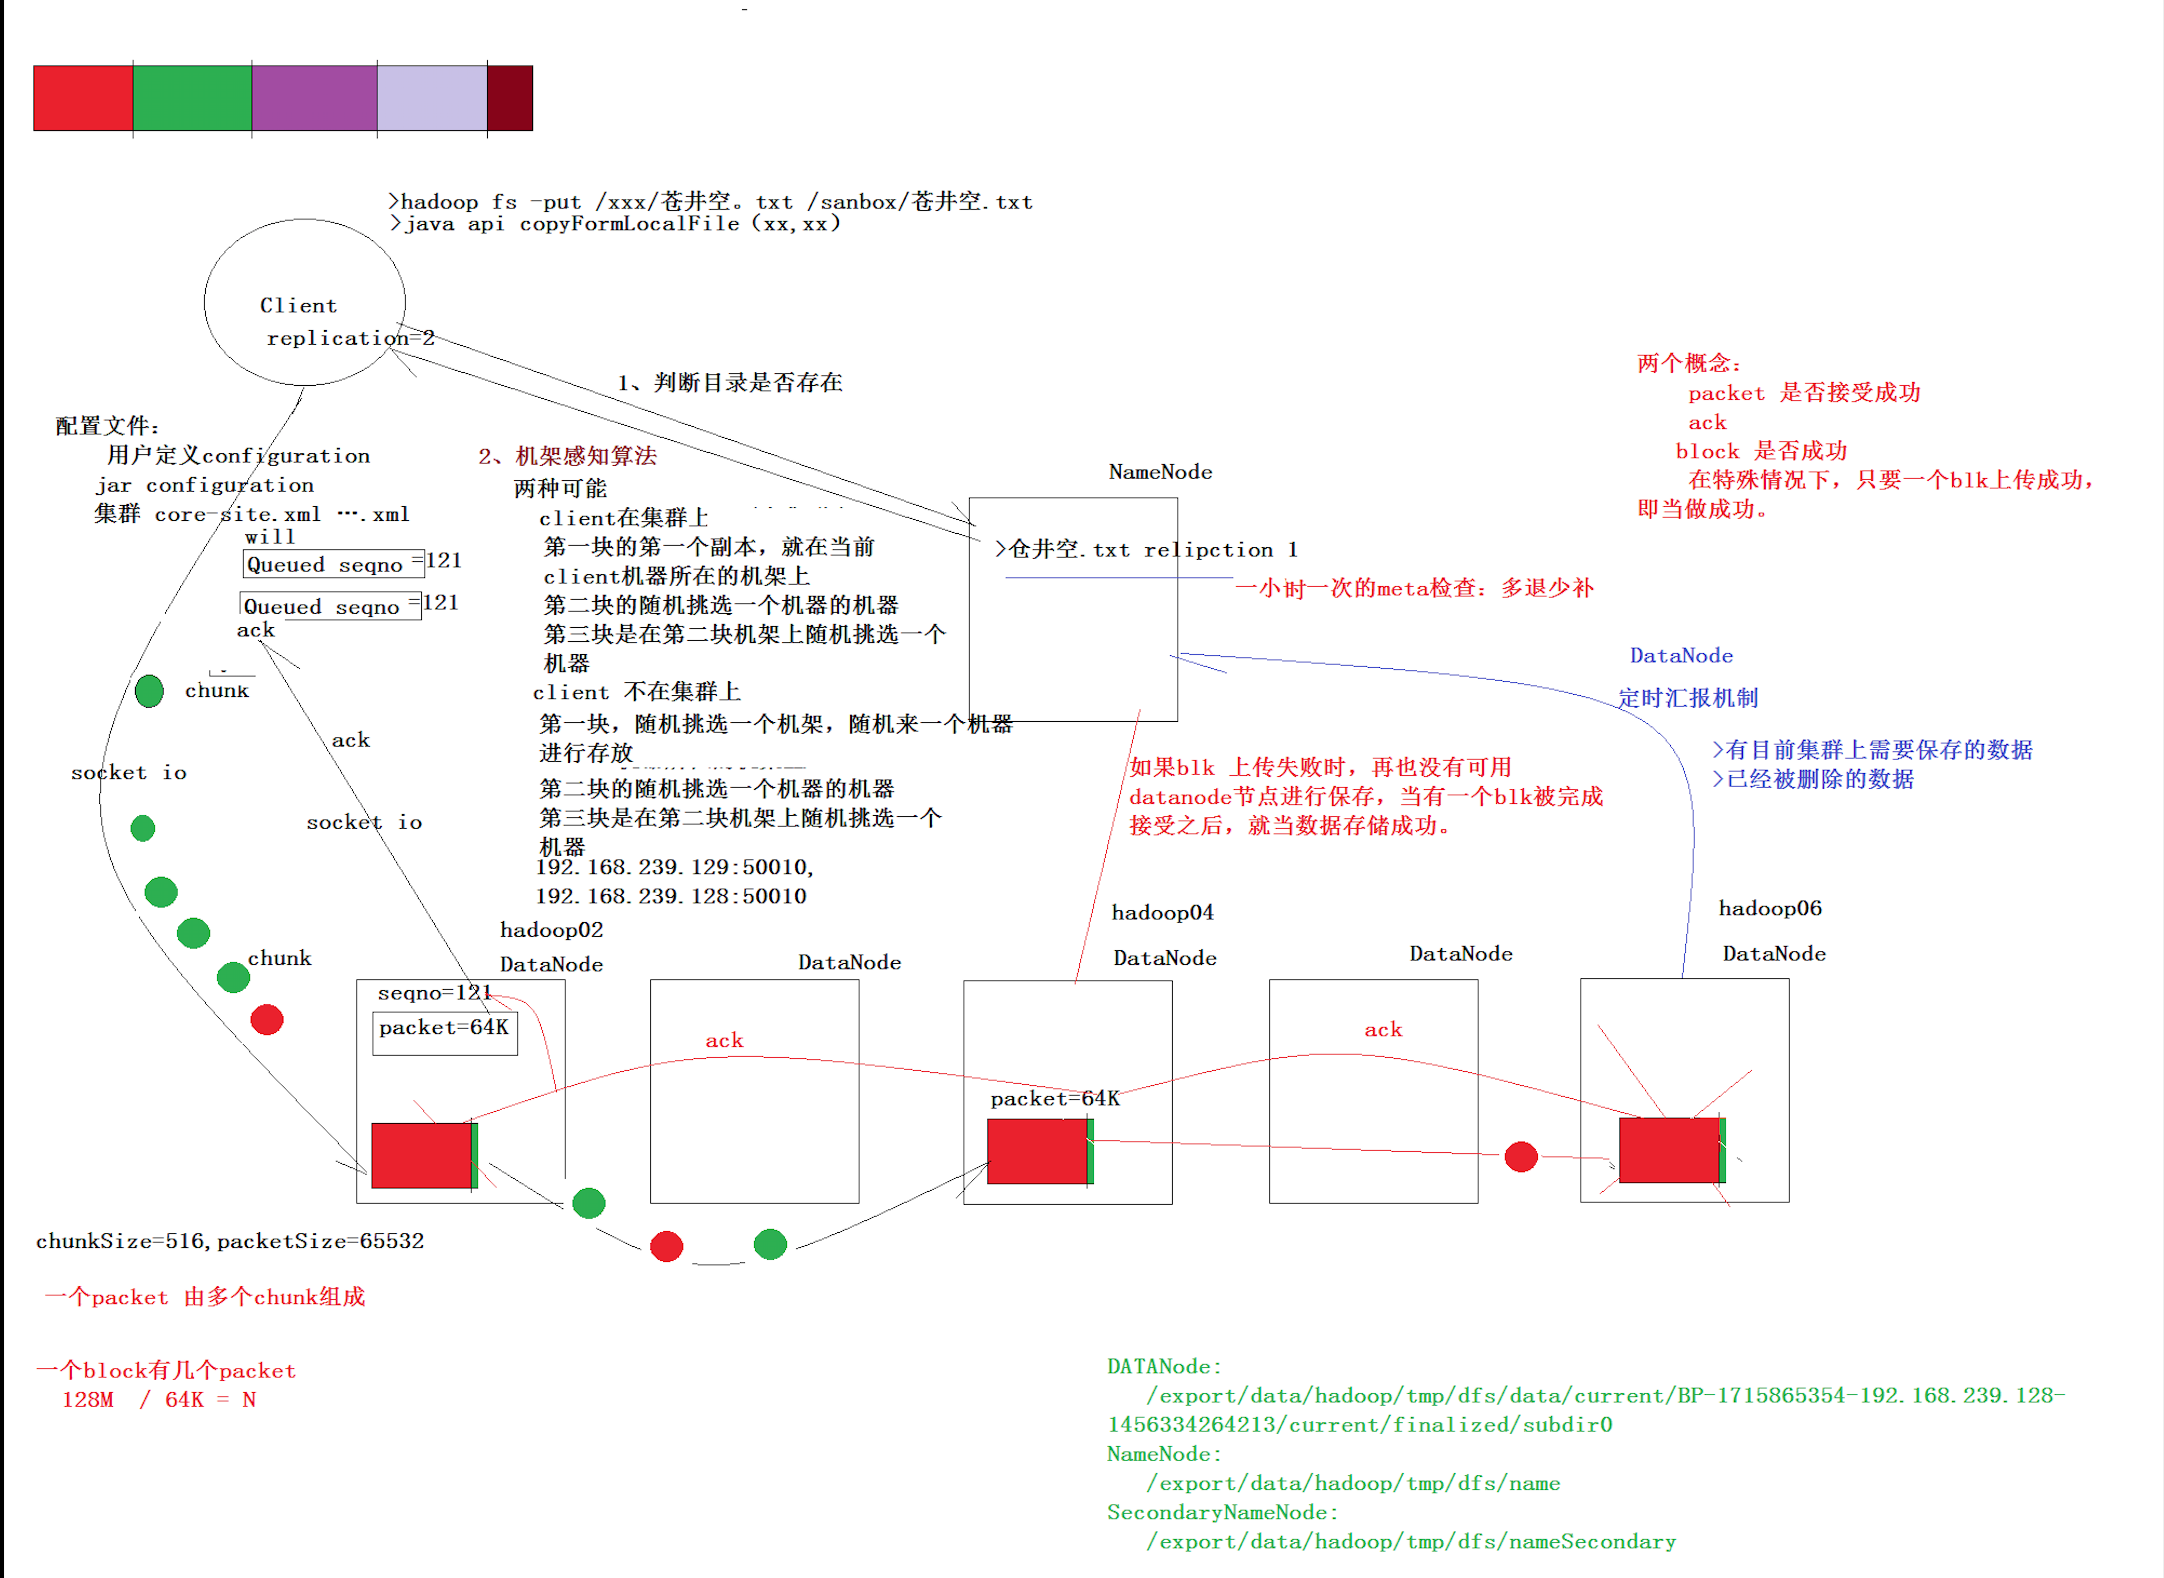 >hadoop fs -put /xxx/苍井空。txt /sanbox/苍井空.txt
>java api copyFormLocalFile（xx,xx）
Client
replication=2
1、判断目录是否存在
配置文件：
用户定义configuration
jar configuration
集群 core-site.xml ….xml
will
Queued seqno =121
Queued seqno =121
ack
chunk
ack
socket io
socket io
chunk
2、机架感知算法
两种可能
client在集群上
第一块的第一个副本，就在当前
client机器所在的机架上
第二块的随机挑选一个机器的机器
第三块是在第二块机架上随机挑选一个
机器
client 不在集群上
第一块，随机挑选一个机架，随机来一个机器
进行存放
第二块的随机挑选一个机器的机器
第三块是在第二块机架上随机挑选一个
机器
192.168.239.129:50010,
192.168.239.128:50010
NameNode
>仓井空.txt relipction 1
一小时一次的meta检查：多退少补
两个概念：
packet 是否接受成功
ack
block 是否成功
在特殊情况下，只要一个blk上传成功，
即当做成功。
DataNode
定时汇报机制
>有目前集群上需要保存的数据
>已经被删除的数据
如果blk 上传失败时，再也没有可用
datanode节点进行保存，当有一个blk被完成
接受之后，就当数据存储成功。
hadoop02
DataNode
DataNode
hadoop04
DataNode
DataNode
hadoop06
DataNode
seqno=121
packet=64K
ack
ack
packet=64K
chunkSize=516,packetSize=65532
一个packet 由多个chunk组成
一个block有几个packet
128M / 64K = N
DATANode:
/export/data/hadoop/tmp/dfs/data/current/BP-1715865354-192.168.239.128-
1456334264213/current/finalized/subdir0
NameNode:
/export/data/hadoop/tmp/dfs/name
SecondaryNameNode:
/export/data/hadoop/tmp/dfs/nameSecondary